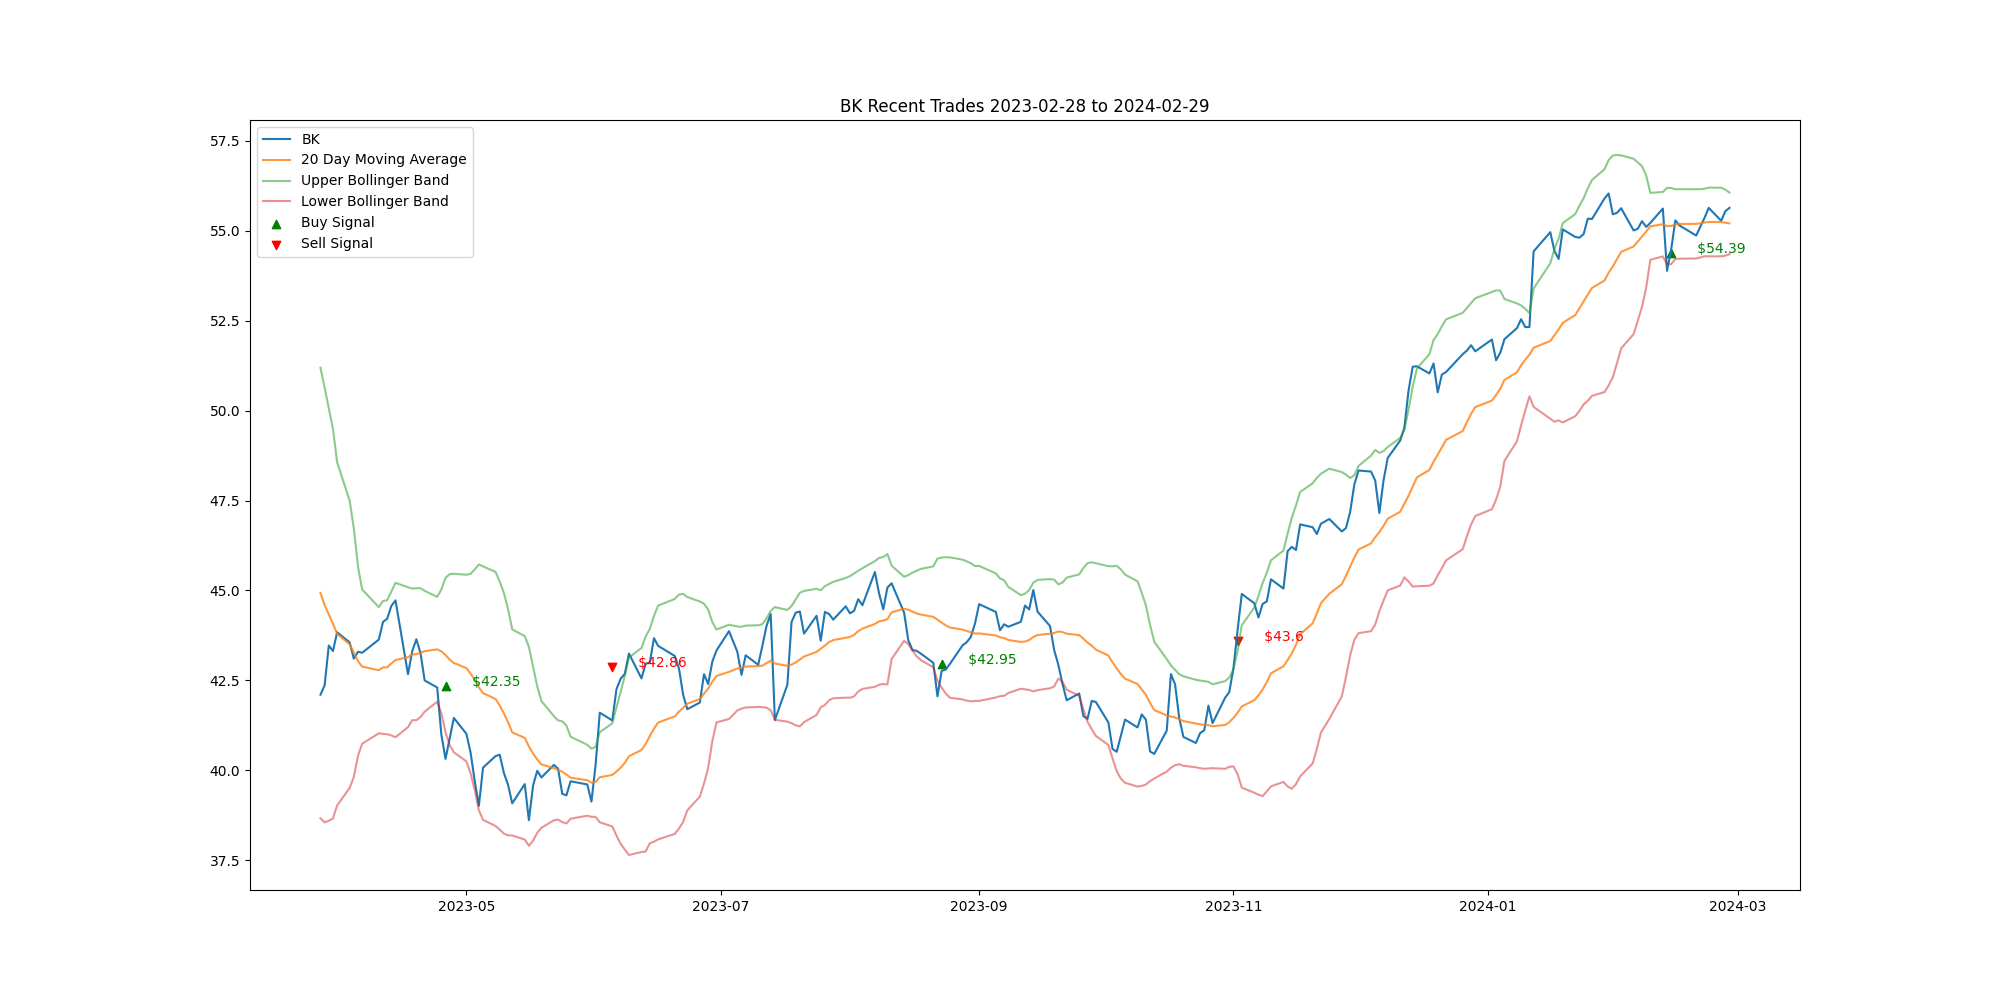 BK Recent Trades 2023-02-28 to 2024-02-29
57.5
55.0
52.5
50.0
47.5
45.0
42.5
40.0
37.5
BK
20 Day Moving Average
Upper Bollinger Band
Lower Bollinger Band
Buy Signal
Sell Signal
$42.35
$42.86
$42.95
$43.6
$54.39
2023-05
2023-07
2023-09
2023-11
2024-01
2024-03